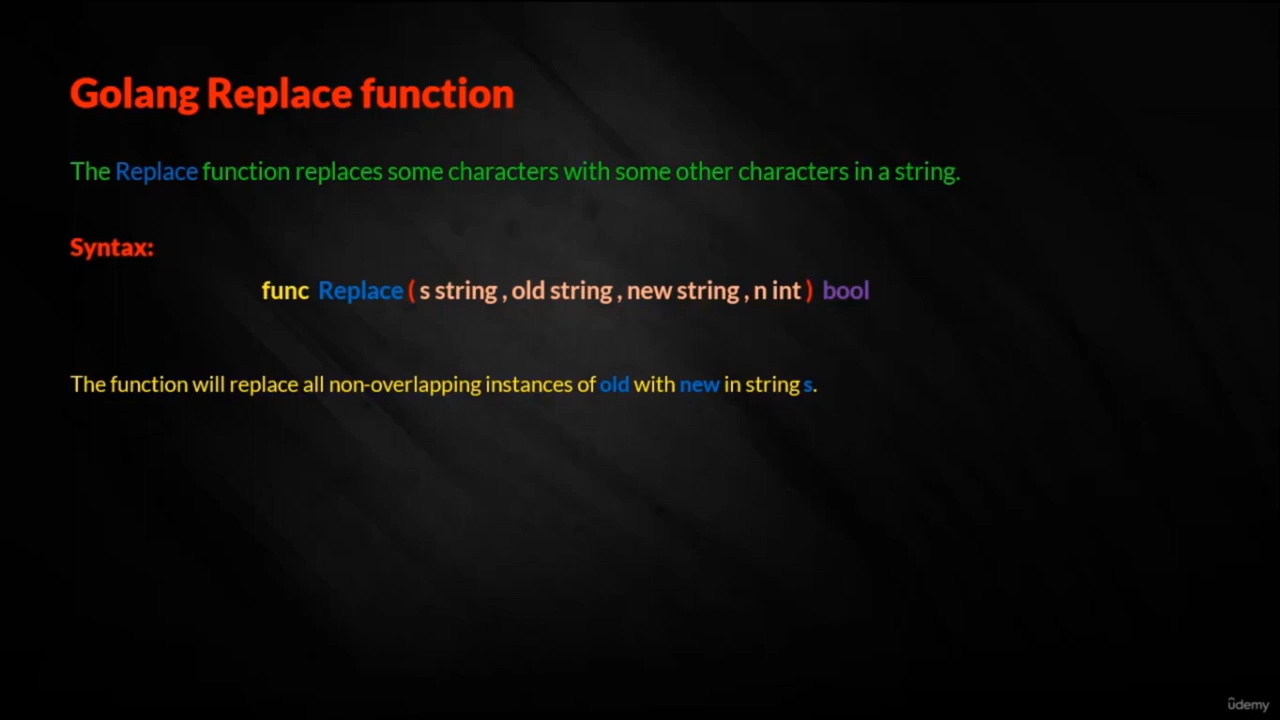 Golang Replace function
The Replace function replaces some characters with some other characters in a string.
Syntax:
func Replace ( s string , old string , new string , n int ) bool
The function will replace all non-overlapping instances of old with new in string s.
ûdemy